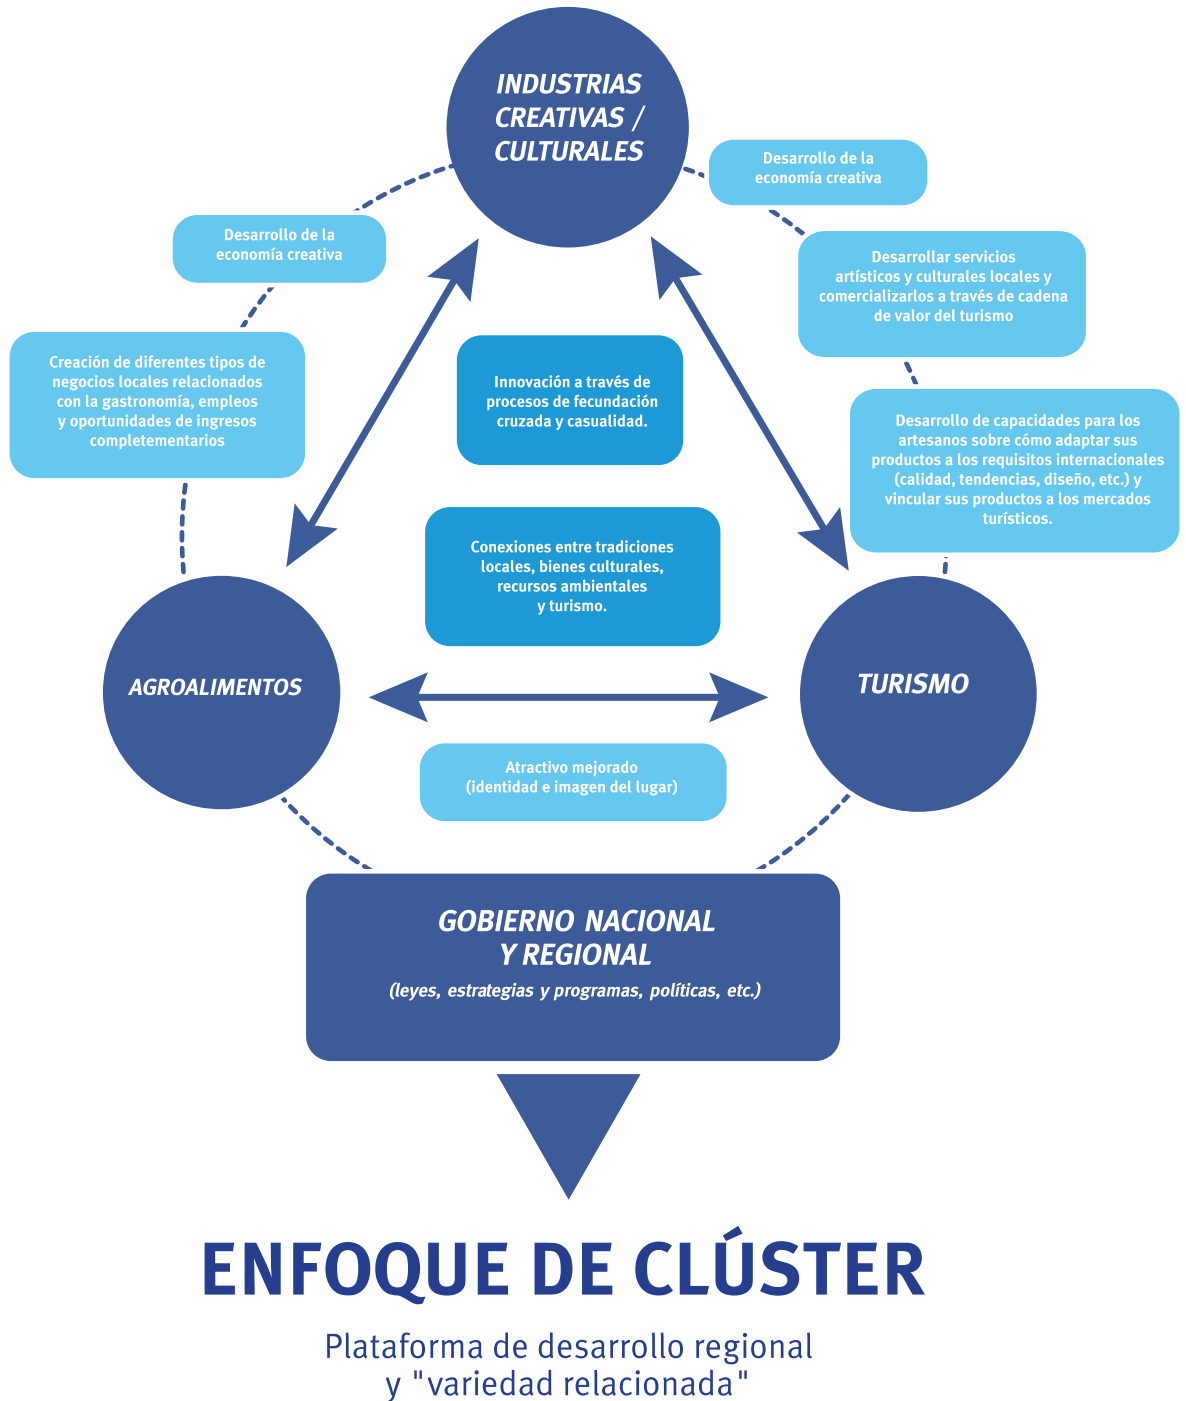 INDUSTRIAS
CREATIVAS /
CULTURALES
Desarrollo de la
economía creativa
Desarrollo de la
economía creativa
Desarrollar servicios
artísticos y culturales locales y
comercializarlos a través de cadena
de valor del turismo
Creación de diferentes tipos de
negocios locales relacionados
con la gastronomía, empleos
y oportunidades de ingresos
completementarios
Innovación a través de
procesos de fecundación
cruzada y casualidad.
Desarrollo de capacidades para los
artesanos sobre cómo adaptar sus
productos a los requisitos internacionales
(calidad, tendencias, diseño, etc.) y
vincular sus productos a los mercados
turísticos.
Conexiones entre tradiciones
locales, bienes culturales,
recursos ambientales
y turismo.
AGROALIMENTOS
TURISMO
Atractivo mejorado
(identidad e imagen del lugar)
GOBIERNO NACIONAL
Y REGIONAL
(leyes, estrategias y programas, políticas, etc.)
ENFOQUE DE CLÚSTER
Plataforma de desarrollo regional
y "variedad relacionada"